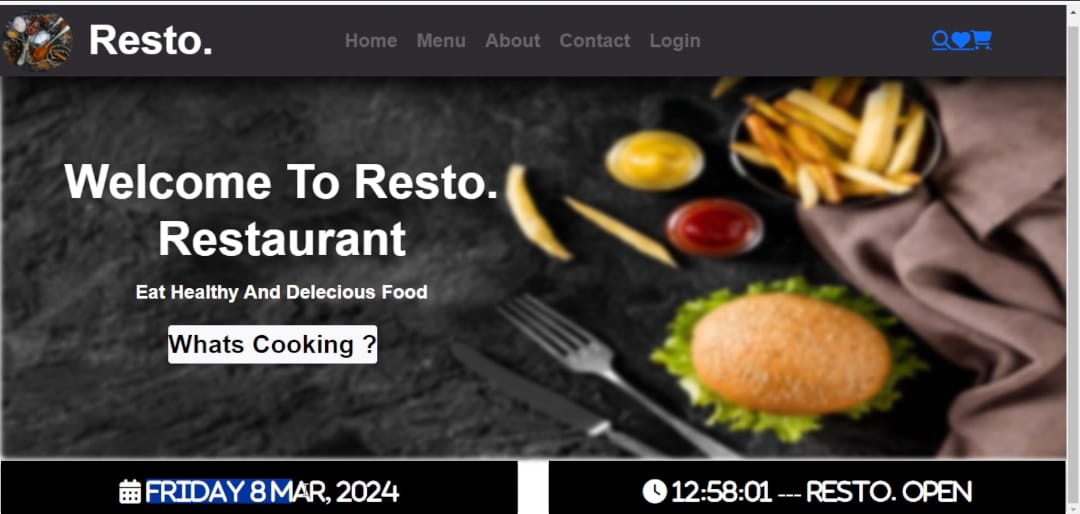 Resto.
Home Menu About Contact Login
Welcome To Resto.
Restaurant
Eat Healthy And Delecious Food
Whats Cooking ?
FRIDAY 8 MAR, 2024
12:58:01 --- RESTO. OPEN